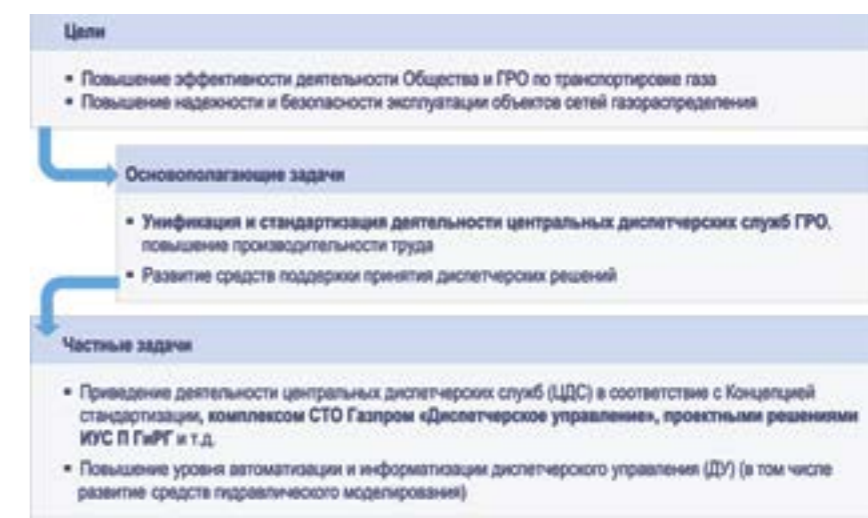 Цели
▪ Повышение эффективности деятельности Общества и ГРО по транспортировке газа
▪ Повышение надежности и безопасности эксплуатации объектов сетей газораспределения
Основополагающие задачи
▪ Унификация и стандартизация деятельности центральных диспетчерских служб ГРО,
повышение производительности труда
▪ Развитие средств поддержки принятия диспетчерских решений
Частные задачи
▪ Приведение деятельности центральных диспетчерских служб (ЦДС) в соответствие с Концепцией
стандартизации, комплексом СТО Газпром «Диспетчерское управление», проектными решениями
ИУС П ГиРГ и т.д.
▪ Повышение уровня автоматизации и информатизации диспетчерского управления (ДУ) (в том числе
развитие средств гидравлического моделирования)